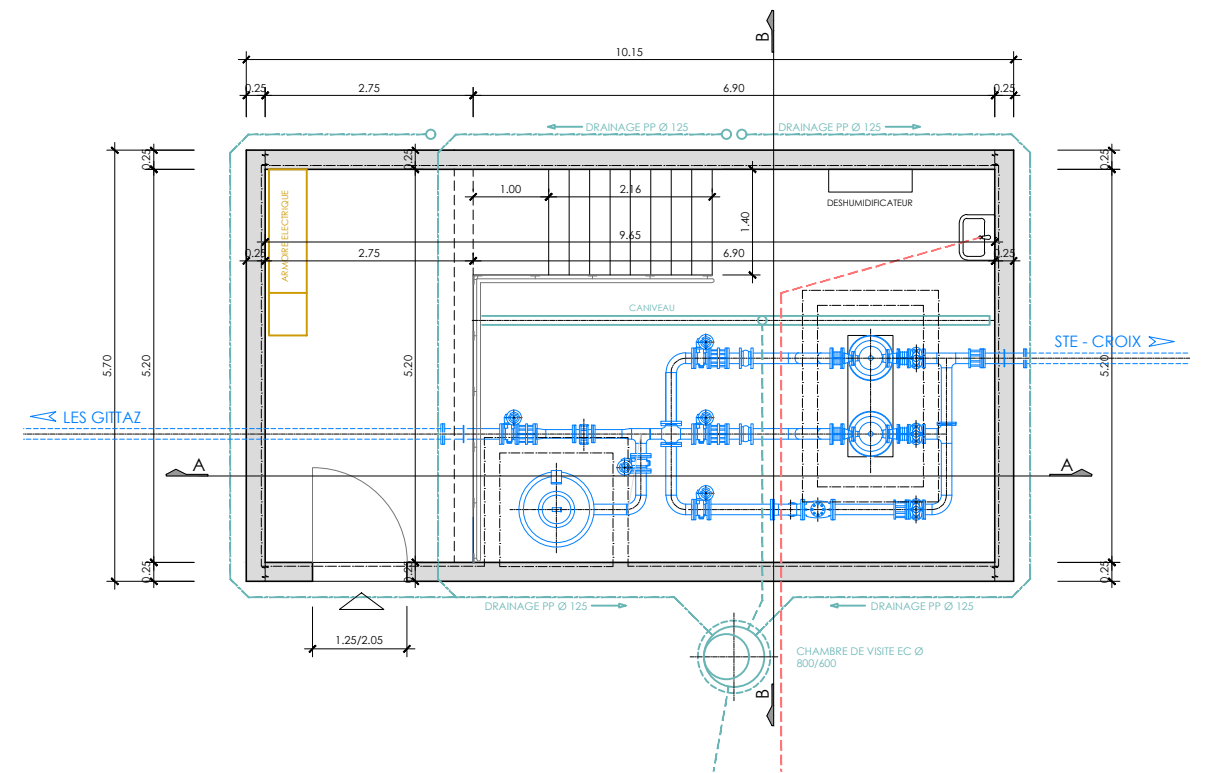 B
10.15
0.25
2.75
6.90
0.25
DRAINAGE PP Ø 125
DRAINAGE PP Ø 125
0.25
0.25
0.25
ARMOIRE ELECTRIQUE
1.00
2.16
1.40
DESHUMIDIFICATEUR
9.65
0.25
2.75
6.90
0.25
CANIVEAU
STE - CROIX
5.70
5.20
5.20
5.20
LES GITTAZ
A
A
0.25
0.25
0.25
DRAINAGE PP Ø 125
DRAINAGE PP Ø 125
1.25/2.05
CHAMBRE DE VISITE EC Ø
800/600
B